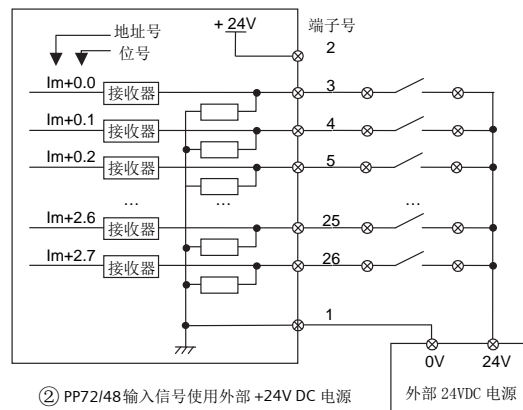 地址号
位号
+ 24V
端子号
2
Im+0.0 接收器 3
Im+0.1 接收器 4
Im+0.2 接收器 5
... ... ...
Im+2.6 接收器 25
Im+2.7 接收器 26
1
0V 24V
② PP72/48输入信号使用外部 +24V DC 电源
外部 24VDC 电源